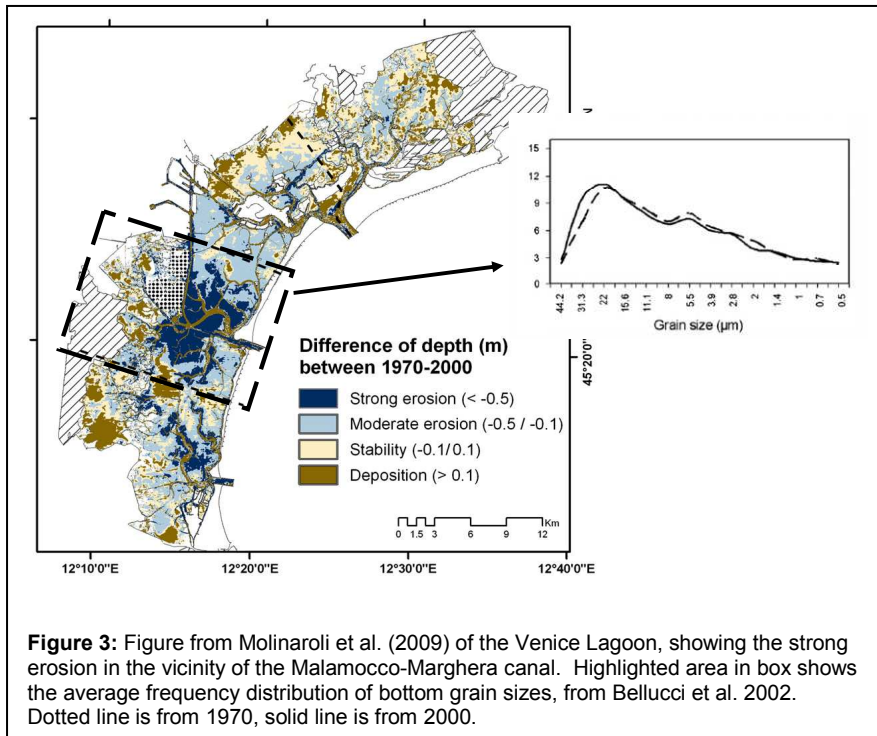 N
15
12
9
6
3
0
44.2
31.3
22
15.6
11.1
8
5.5
3.9
2.8
2
1.4
1
0.7
0.5
Grain size (μm)
45°20'0"
Difference of depth (m)
between 1970-2000
Strong erosion (< -0.5)
Moderate erosion (-0.5 / -0.1)
Stability (-0.1/ 0.1)
Deposition (> 0.1)
Km
0 1.5 3 6 9 12
12°10'0"E 12°20'0"E 12°30'0"E 12°40'0"E
Figure 3: Figure from Molinaroli et al. (2009) of the Venice Lagoon, showing the strong
erosion in the vicinity of the Malamocco-Marghera canal. Highlighted area in box shows
the average frequency distribution of bottom grain sizes, from Bellucci et al. 2002.
Dotted line is from 1970, solid line is from 2000.